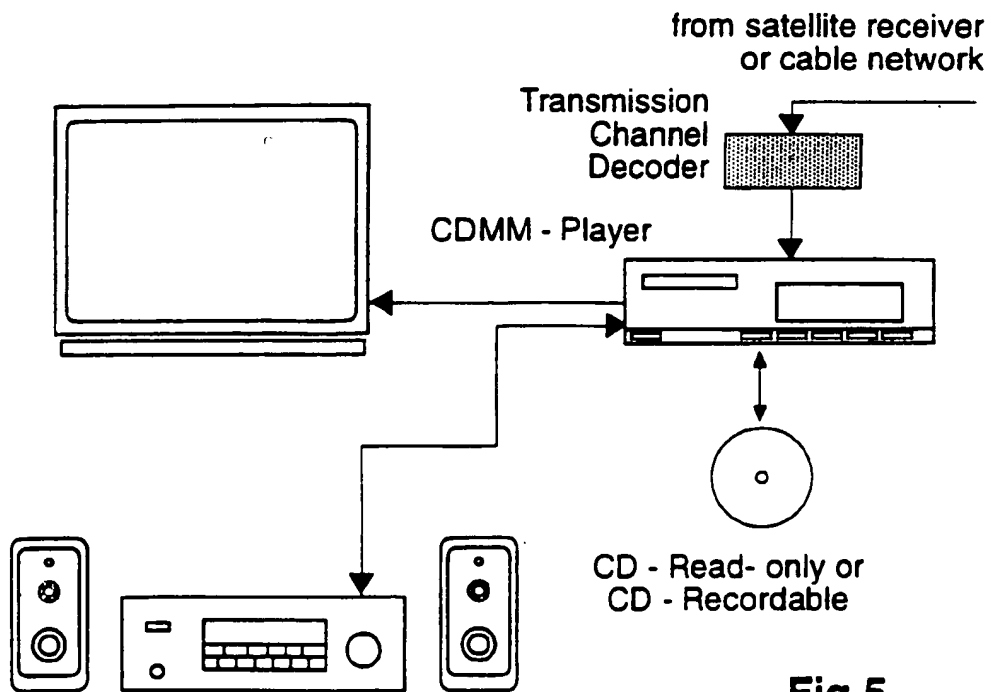 from satellite receiver
or cable network
Transmission
Channel
Decoder
CDMM - Player
CD - Read- only or
CD - Recordable
Fig 5